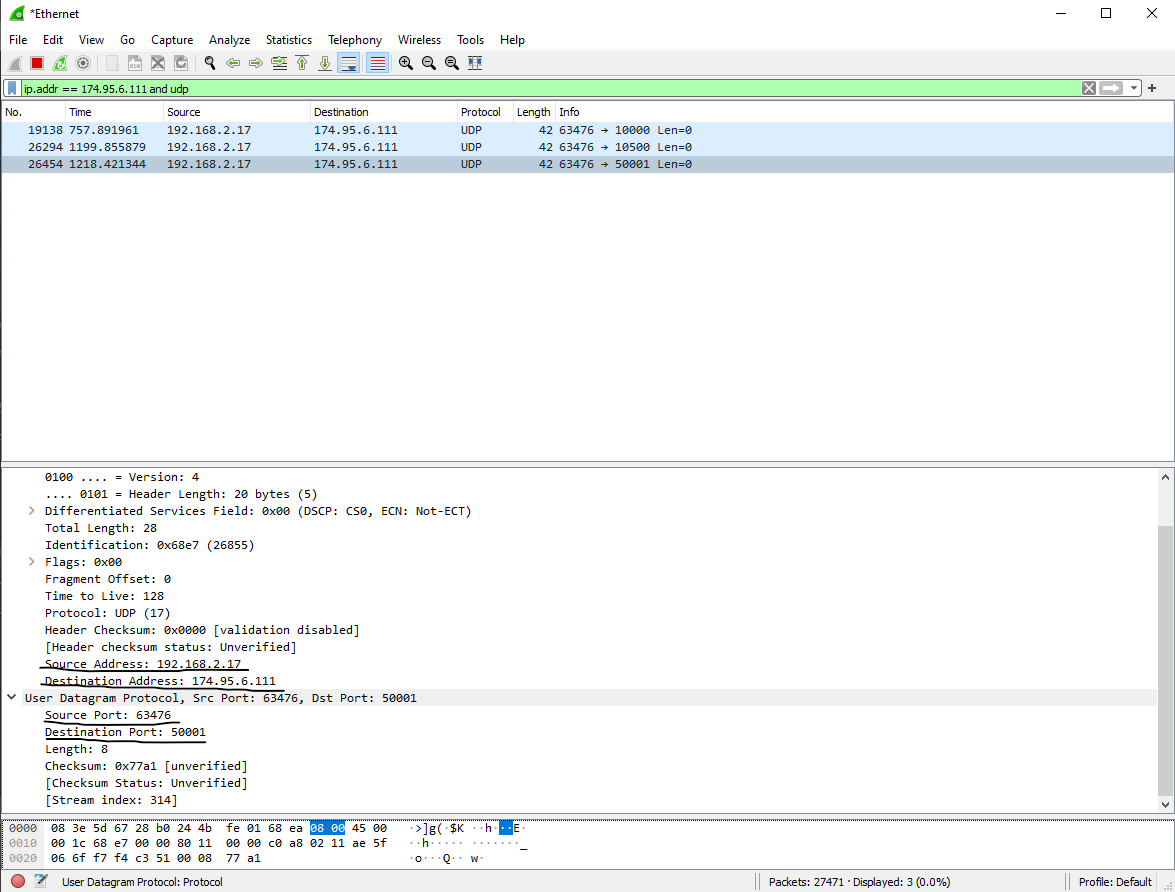 *Ethernet
File Edit View Go Capture Analyze Statistics Telephony Wireless Tools Help
ip.addr == 174.95.6.111 and udp
No. Time Source Destination Protocol Length Info
19138 757.891961 192.168.2.17 174.95.6.111 UDP 42 63476 → 10000 Len=0
26294 1199.855879 192.168.2.17 174.95.6.111 UDP 42 63476 → 10500 Len=0
26454 1218.421344 192.168.2.17 174.95.6.111 UDP 42 63476 → 50001 Len=0
0100 .... = Version: 4
.... 0101 = Header Length: 20 bytes (5)
Differentiated Services Field: 0x00 (DSCP: CS0, ECN: Not-ECT)
Total Length: 28
Identification: 0x68e7 (26855)
Flags: 0x00
Fragment Offset: 0
Time to Live: 128
Protocol: UDP (17)
Header Checksum: 0x0000 [validation disabled]
[Header checksum status: Unverified]
Source Address: 192.168.2.17
Destination Address: 174.95.6.111
User Datagram Protocol, Src Port: 63476, Dst Port: 50001
Source Port: 63476
Destination Port: 50001
Length: 8
Checksum: 0x77a1 [unverified]
[Checksum Status: Unverified]
[Stream index: 314]
0000 08 3e 5d 67 28 b0 24 4b fe 01 68 ea 08 00 45 00 ·>]g(·$K ··h···E·
0010 00 1c 68 e7 00 00 80 11 00 00 c0 a8 02 11 ae 5f ··h····· ·······_
0020 06 6f f7 f4 c3 51 00 08 77 a1 ·o···Q·· w·
User Datagram Protocol: Protocol
Packets: 27471 · Displayed: 3 (0.0%)
Profile: Default